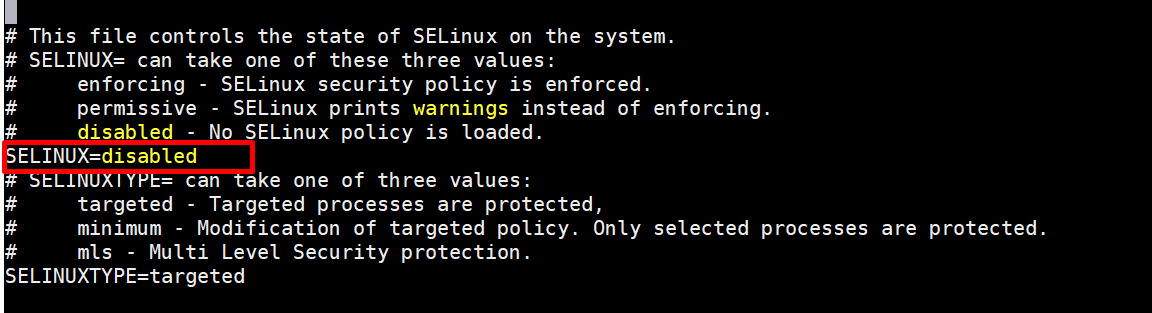 # This file controls the state of SELinux on the system.
# SELINUX= can take one of these three values:
#     enforcing - SELinux security policy is enforced.
#     permissive - SELinux prints warnings instead of enforcing.
#     disabled - No SELinux policy is loaded.
SELINUX=disabled
# SELINUXTYPE= can take one of three values:
#     targeted - Targeted processes are protected,
#     minimum - Modification of targeted policy. Only selected processes are protected.
#     mls - Multi Level Security protection.
SELINUXTYPE=targeted